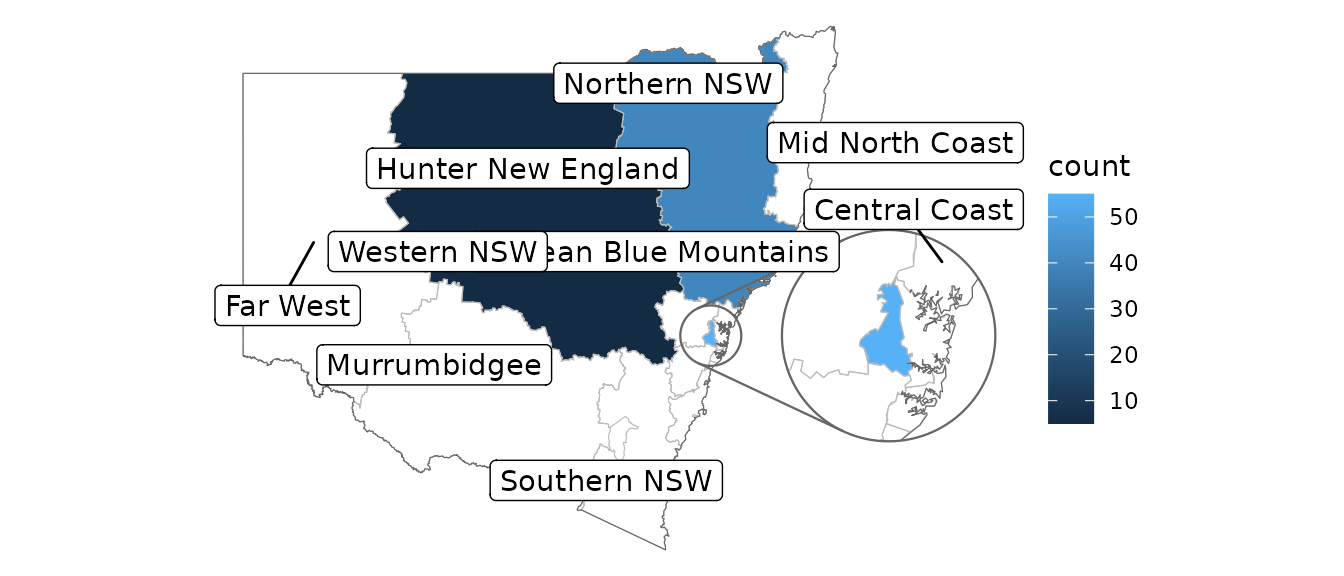 Northern NSW
Mid North Coast
Hunter New England
Central Coast
Western NSW
ean Blue Mountains
Far West
Murrumbidgee
Southern NSW
count
50
40
30
20
10